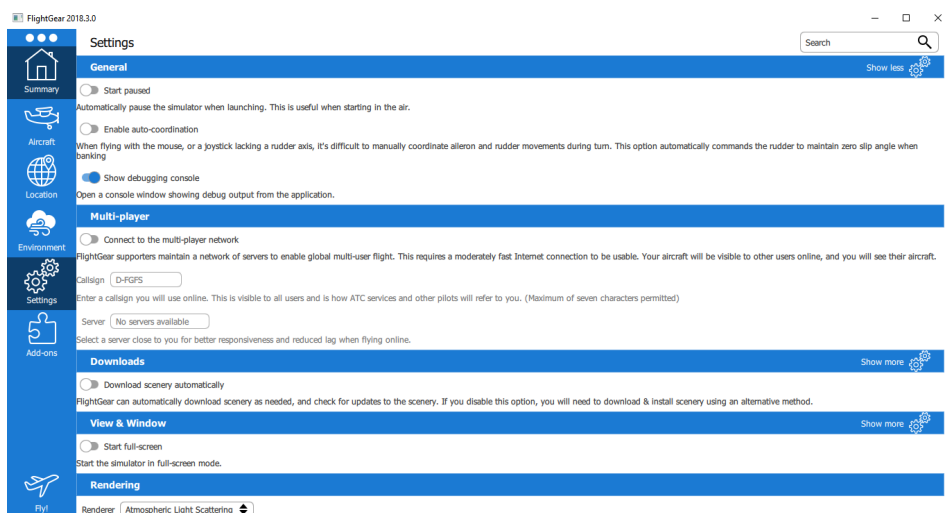 FlightGear 2018.3.0
Settings
Search
Summary
Aircraft
Location
Environment
Settings
Add-ons
Fly!
General
Show less
Start paused
Automatically pause the simulator when launching. This is useful when starting in the air.
Enable auto-coordination
When flying with the mouse, or a joystick lacking a rudder axis, it's difficult to manually coordinate aileron and rudder movements during turn. This option automatically commands the rudder to maintain zero slip angle when
banking
Show debugging console
Open a console window showing debug output from the application.
Multi-player
Connect to the multi-player network
FlightGear supporters maintain a network of servers to enable global multi-user flight. This requires a moderately fast Internet connection to be usable. Your aircraft will be visible to other users online, and you will see their aircraft.
Callsign D-FGFS
Enter a callsign you will use online. This is visible to all users and is how ATC services and other pilots will refer to you. (Maximum of seven characters permitted)
Server No servers available
Select a server close to you for better responsiveness and reduced lag when flying online.
Downloads
Show more
Download scenery automatically
FlightGear can automatically download scenery as needed, and check for updates to the scenery. If you disable this option, you will need to download & install scenery using an alternative method.
View & Window
Show more
Start full-screen
Start the simulator in full-screen mode.
Rendering
Renderer Atmospheric Light Scattering